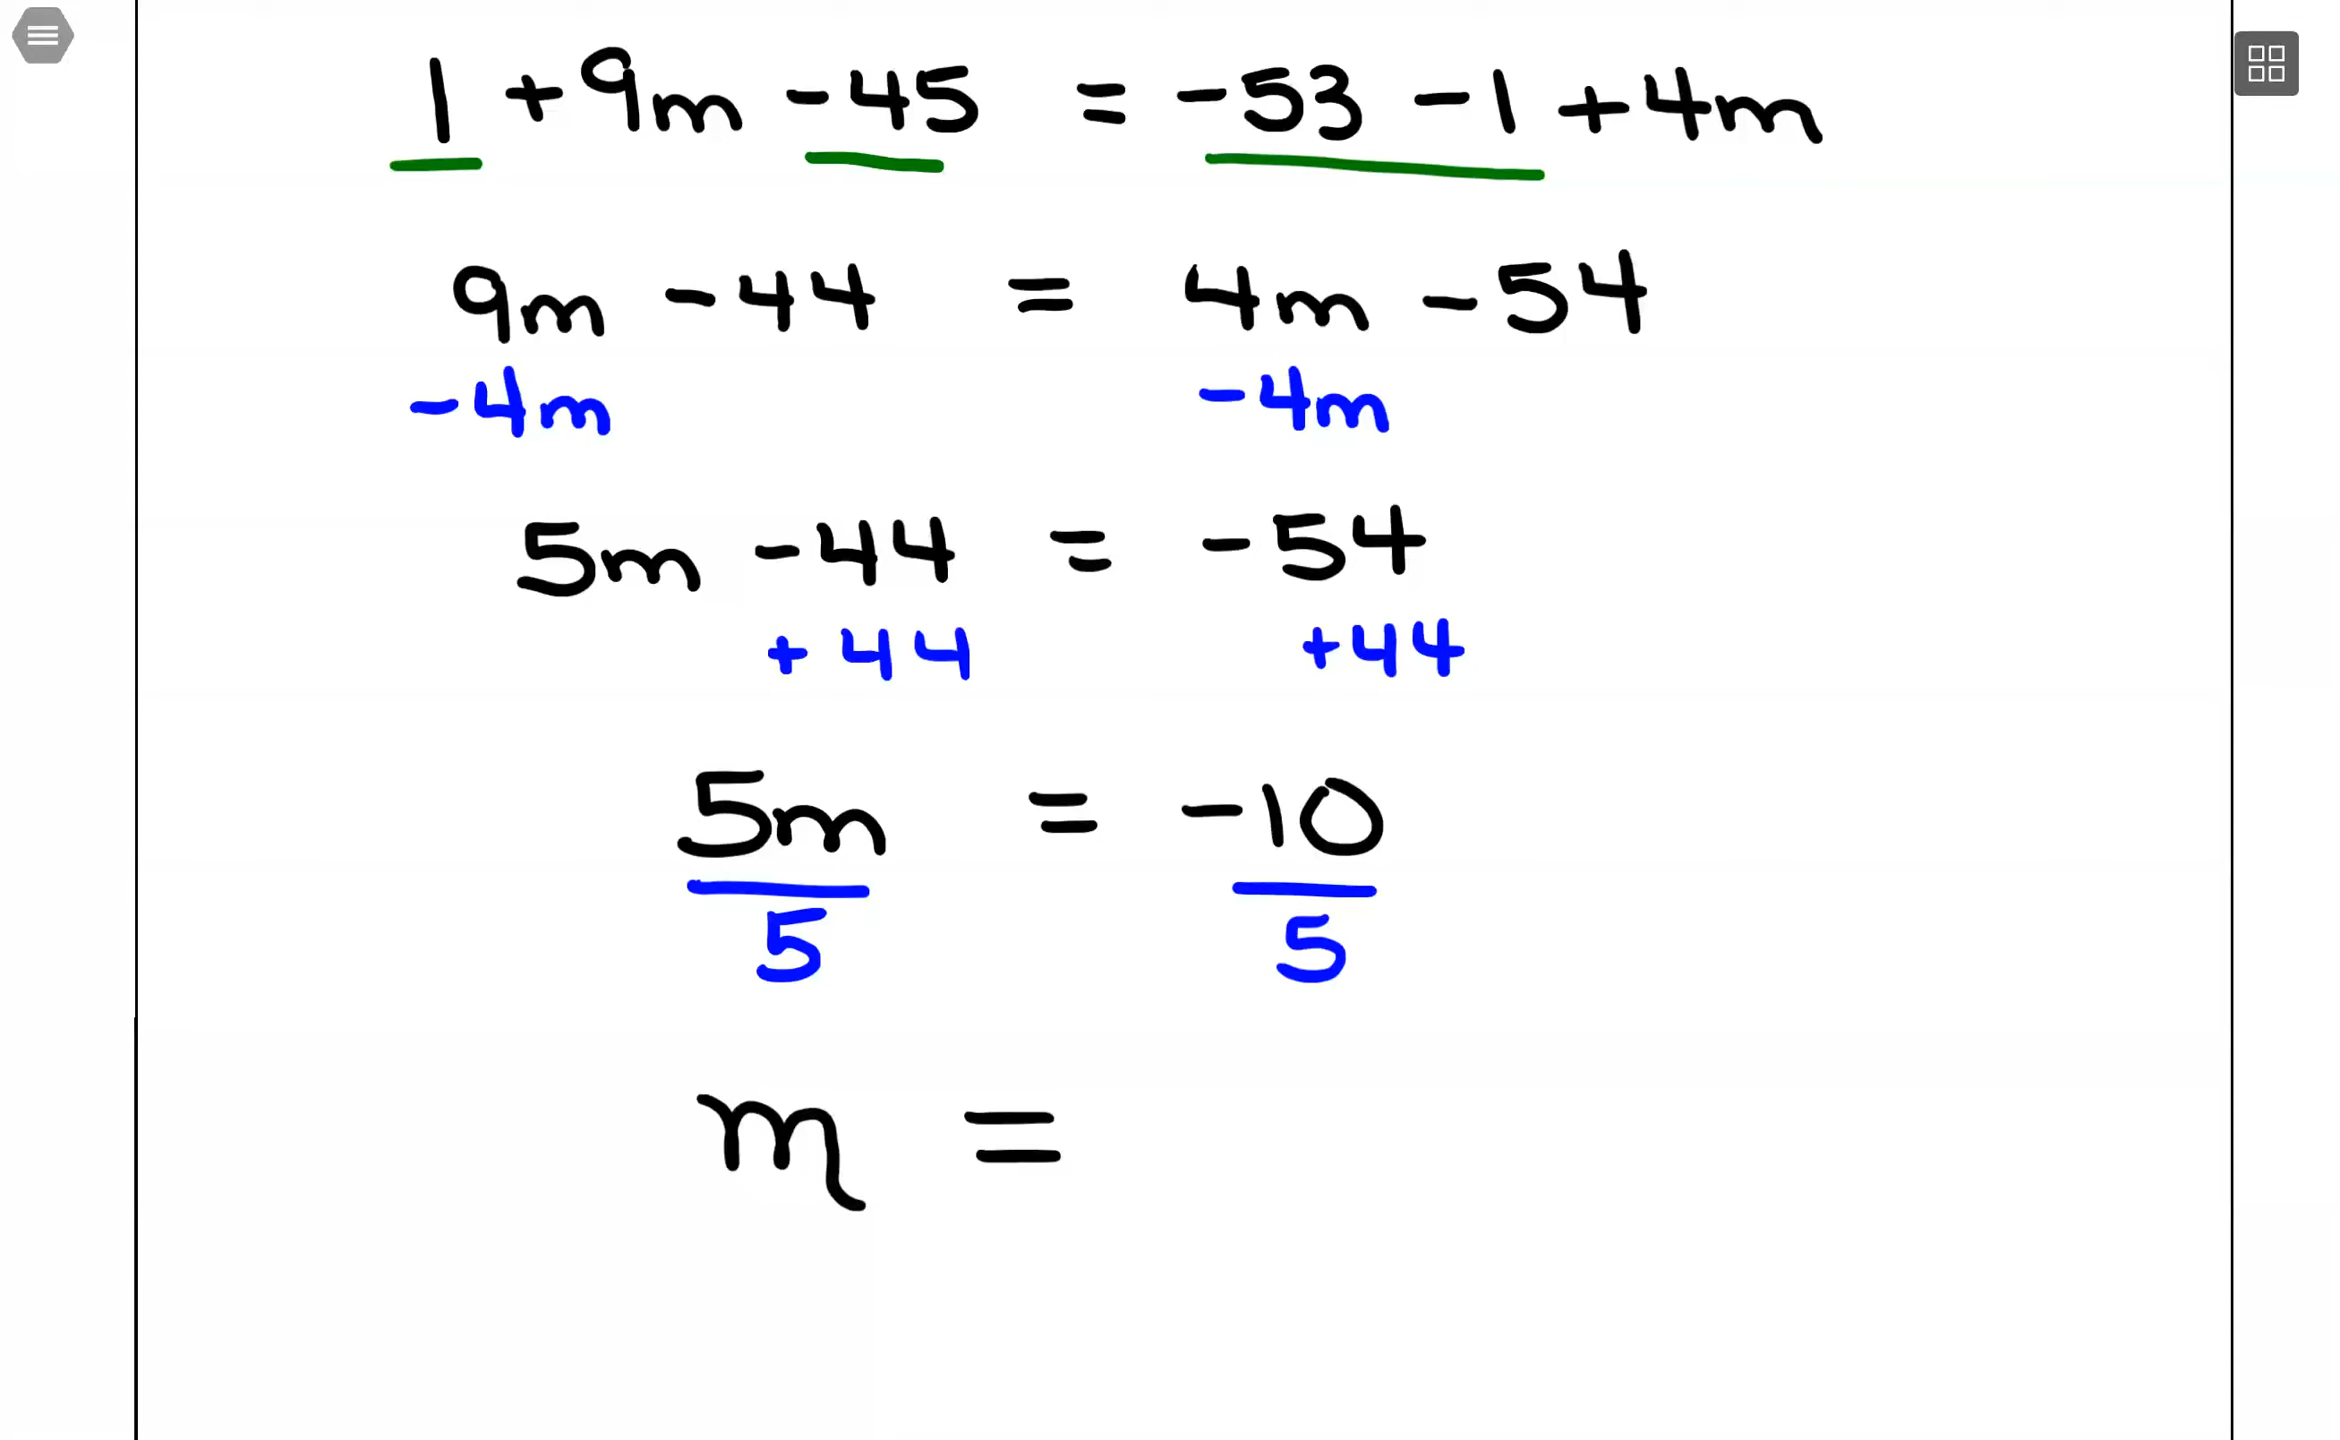 1 + 9m - 45 = -53 - 1 + 4m
9m - 44 = 4m - 54
-4m -4m
5m - 44 = -54
+ 44 + 44
5m = -10
5 5
m =